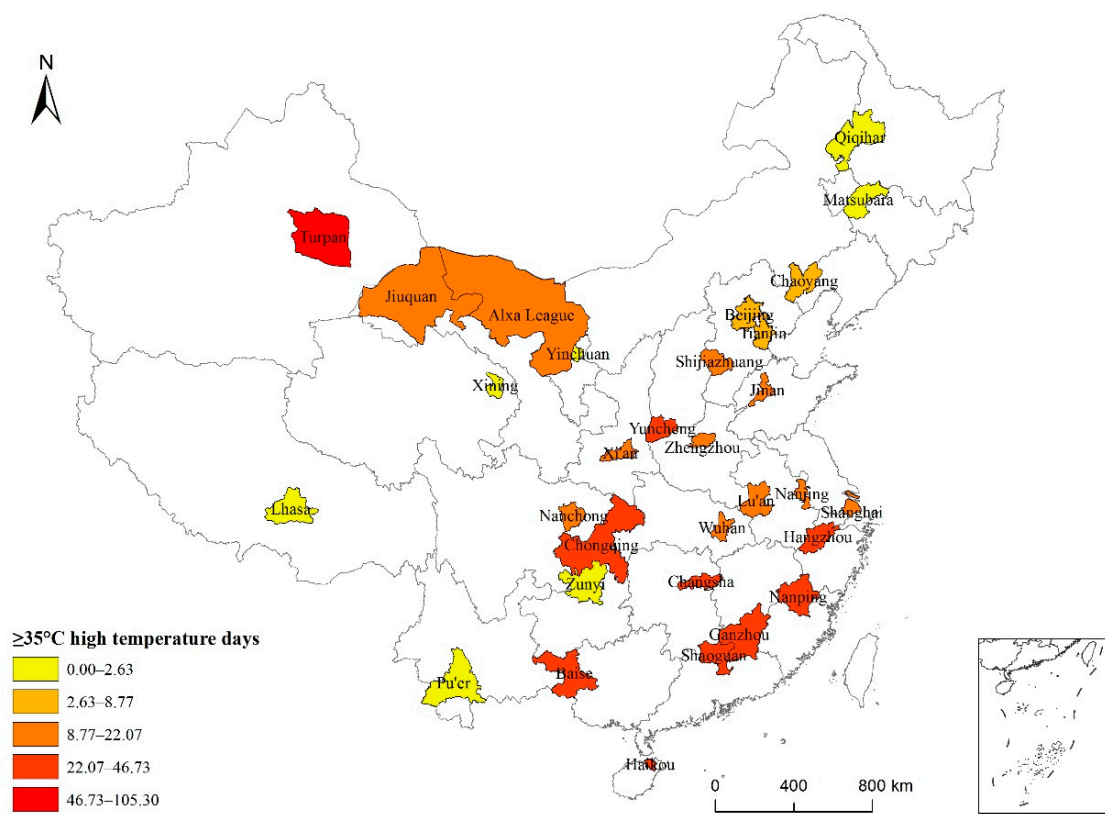 N
Qiqihar
Matsubara
Turpan
Chaoyang
Jiuquan
Alxa League
Beijing
Tianjin
Yinchuan
Shijiazhuang
Xining
Jinan
Yuncheng
Zhengzhou
Xi'an
Lhasa
Nanchong
Lu'an
Nanjing
Shanghai
Wuhan
Hangzhou
Chongqing
Zunyi
Changsha
Nanping
Ganzhou
Shaoguan
Baise
Pu'er
Haikou
≥35°C high temperature days
0.00–2.63
2.63–8.77
8.77–22.07
22.07–46.73
46.73–105.30
0 400 800 km